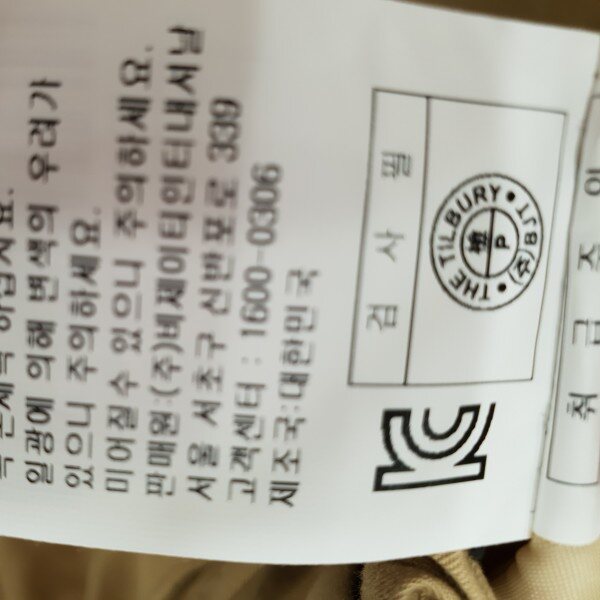 일광에 의해 변색의 우려가
있으니 주의하세요.
미어질수 있으니 주의하세요.
판매원:(주)비제이티인터내셔날
서울 서초구 신반포로 339
고객센터 : 1600-0306
제조국:대한민국
검 사 필
THE TILBURY • (주)BJT •
P
KC
취 급 주 의